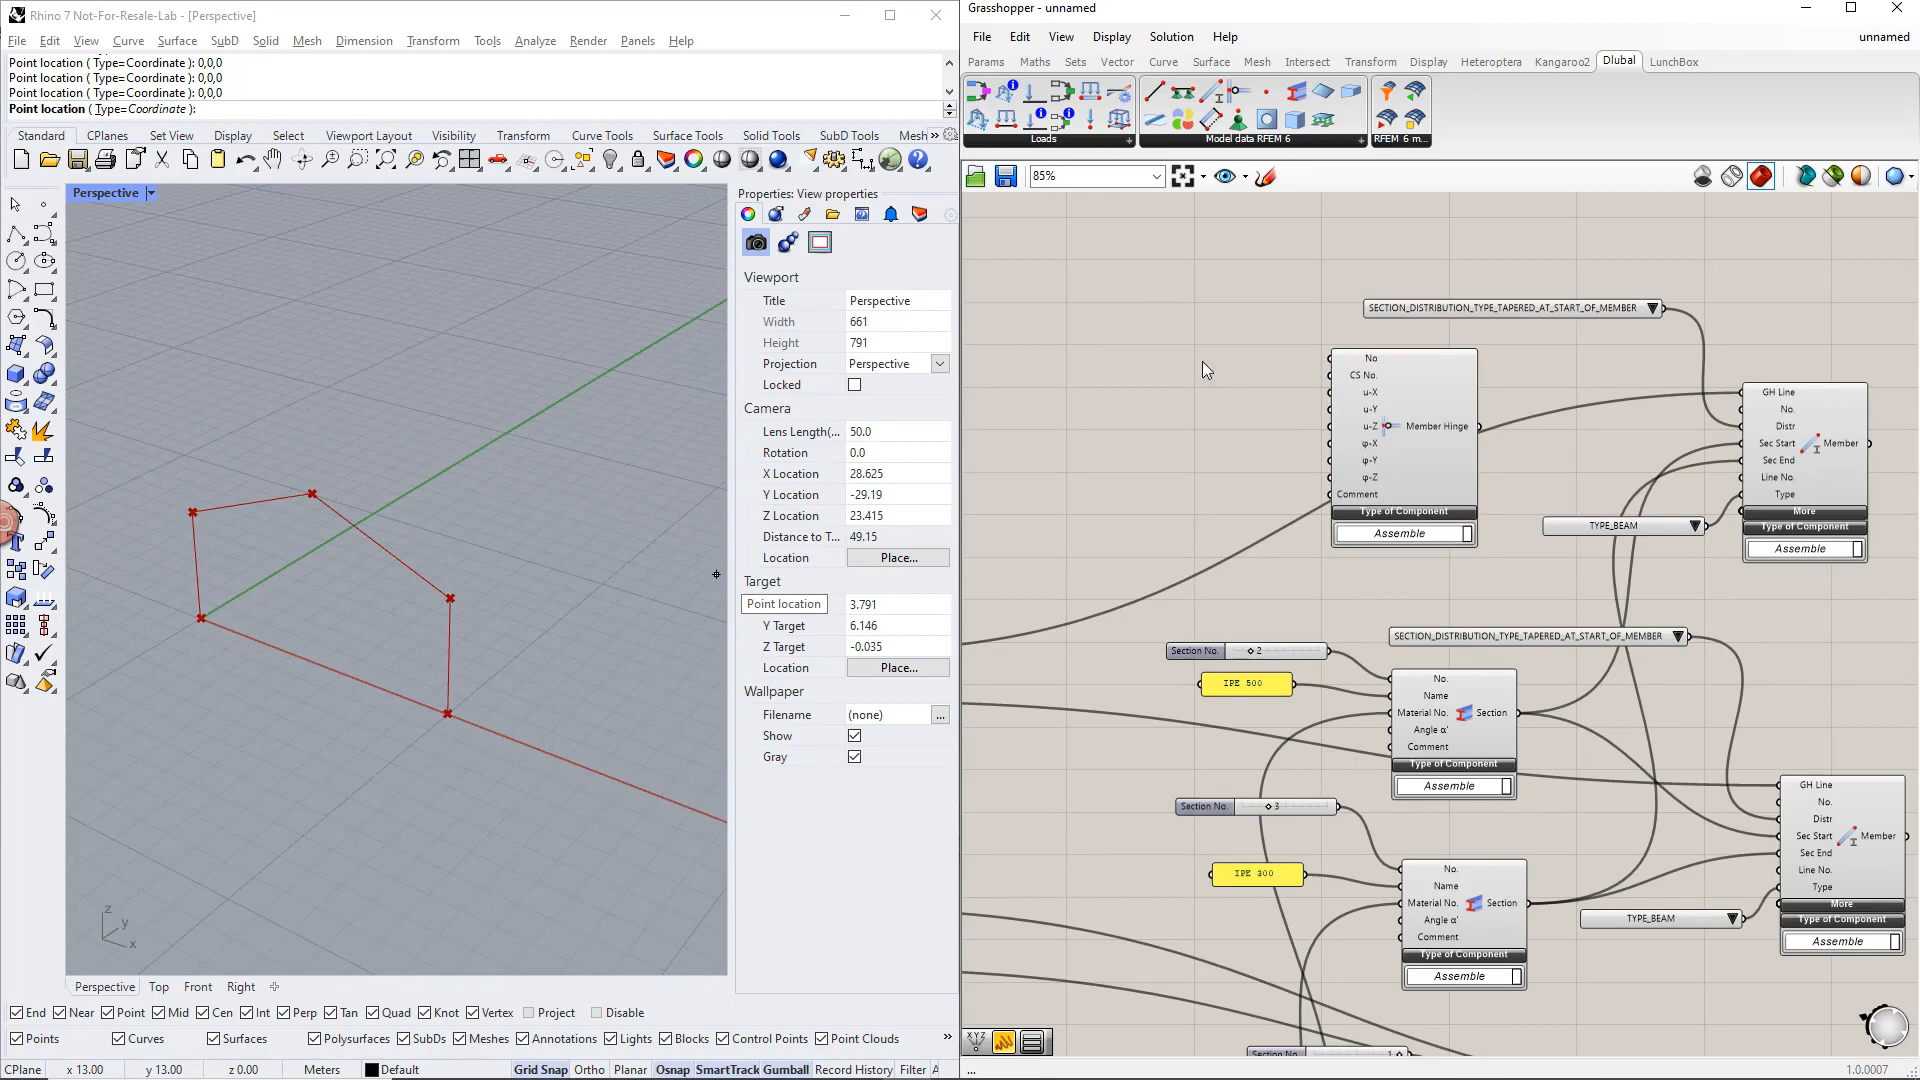 Rhino 7 Not-For-Resale-Lab - [Perspective]
File Edit View Curve Surface SubD Solid Mesh Dimension Transform Tools Analyze Render Panels Help
Point location ( Type=Coordinate ): 0,0,0
Point location ( Type=Coordinate ): 0,0,0
Point location ( Type=Coordinate ): 0,0,0
Point location ( Type=Coordinate ):
Standard CPlanes Set View Display Select Viewport Layout Visibility Transform Curve Tools Surface Tools Solid Tools SubD Tools Mesh »
Perspective
z
y
x
Perspective Top Front Right
End Near Point Mid Cen Int Perp Tan Quad Knot Vertex Project Disable
Points Curves Surfaces Polysurfaces SubDs Meshes Annotations Lights Blocks Control Points Point Clouds »
CPlane x 13.00 y 13.00 z 0.00 Meters Default Grid Snap Ortho Planar Osnap SmartTrack Gumball Record History Filter A
Properties: View properties
Viewport
Title Perspective
Width 661
Height 791
Projection Perspective
Locked
Camera
Lens Length(... 50.0
Rotation 0.0
X Location 28.625
Y Location -29.19
Z Location 23.415
Distance to T... 49.15
Location Place...
Target
Point location 3.791
Y Target 6.146
Z Target -0.035
Location Place...
Wallpaper
Filename (none) ...
Show
Gray
Grasshopper - unnamed
File Edit View Display Solution Help unnamed
Params Maths Sets Vector Curve Surface Mesh Intersect Transform Display Heteroptera Kangaroo2 Dlubal LunchBox
Loads Model data RFEM 6 RFEM 6 m...
85%
SECTION_DISTRIBUTION_TYPE_TAPERED_AT_START_OF_MEMBER
No
CS No.
u-X
u-Y
u-Z Member Hinge
φ-X
φ-Y
φ-Z
Comment
Type of Component
Assemble
GH Line
No.
Distr
Sec Start Member
Sec End
Line No.
Type
More
Type of Component
Assemble
TYPE_BEAM
SECTION_DISTRIBUTION_TYPE_TAPERED_AT_START_OF_MEMBER
Section No. 2
IPE 500
No.
Name
Material No. Section
Angle α'
Comment
Type of Component
Assemble
Section No. 3
IPE 300
No.
Name
Material No. Section
Angle α'
Comment
Type of Component
Assemble
GH Line
No.
Distr
Sec Start Member
Sec End
Line No.
Type
More
Type of Component
Assemble
TYPE_BEAM
Section No. 1
... 1.0.0007